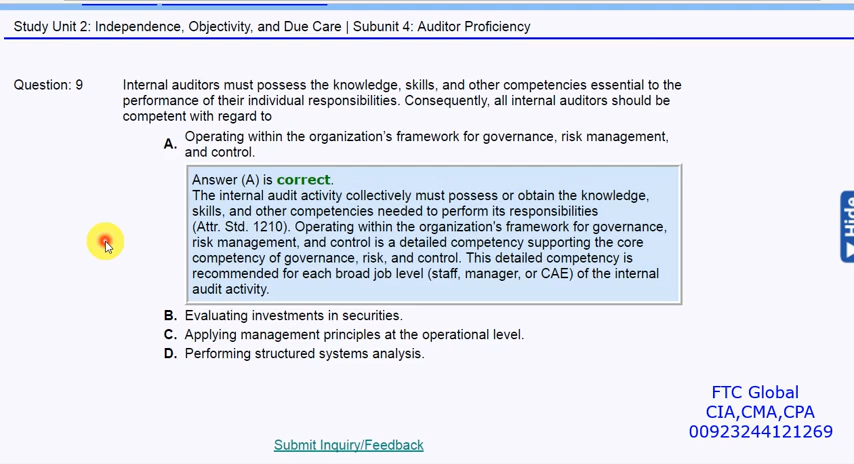 Study Unit 2: Independence, Objectivity, and Due Care | Subunit 4: Auditor Proficiency
Question: 9
Internal auditors must possess the knowledge, skills, and other competencies essential to the
performance of their individual responsibilities. Consequently, all internal auditors should be
competent with regard to
A. Operating within the organization's framework for governance, risk management,
and control.
Answer (A) is correct.
The internal audit activity collectively must possess or obtain the knowledge,
skills, and other competencies needed to perform its responsibilities
(Attr. Std. 1210). Operating within the organization's framework for governance,
risk management, and control is a detailed competency supporting the core
competency of governance, risk, and control. This detailed competency is
recommended for each broad job level (staff, manager, or CAE) of the internal
audit activity.
B. Evaluating investments in securities.
C. Applying management principles at the operational level.
D. Performing structured systems analysis.
Hide
FTC Global
CIA,CMA,CPA
00923244121269
Submit Inquiry/Feedback